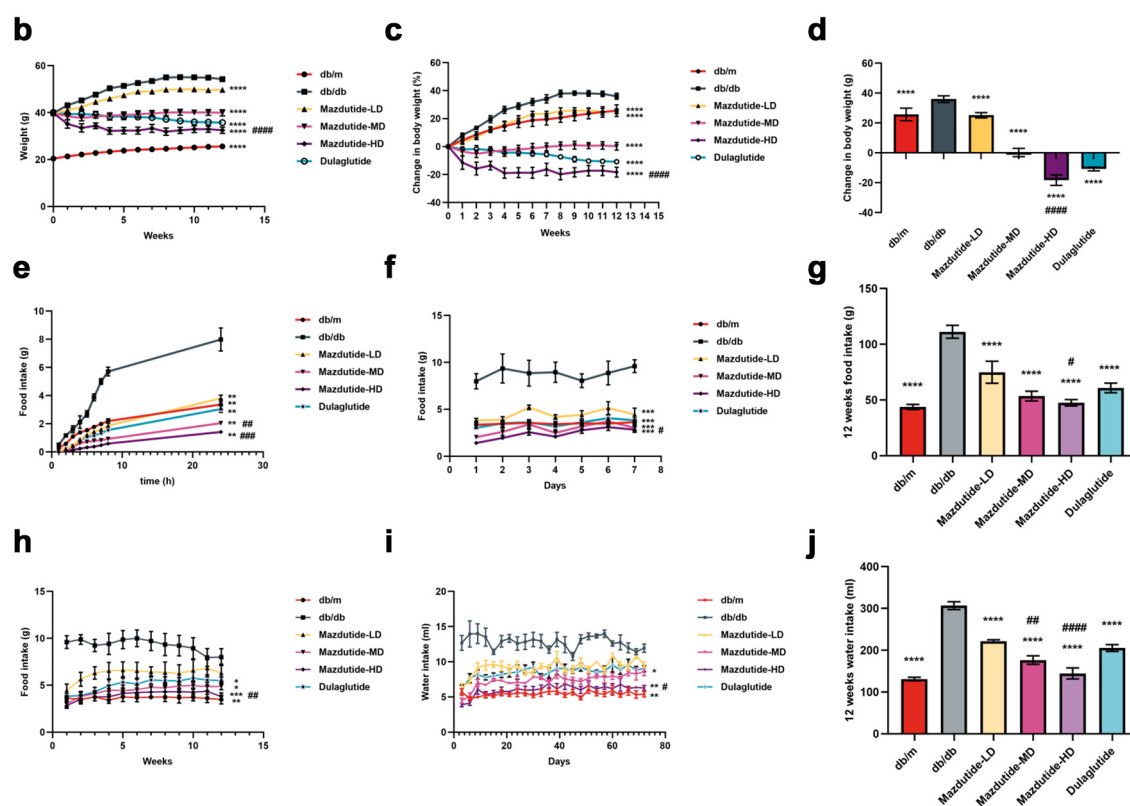 b
Weight (g)
60
40
20
0
0
5
10
15
Weeks
****
****
****
**** ####
****
db/m
db/db
Mazdutide-LD
Mazdutide-MD
Mazdutide-HD
Dulaglutide
c
Change in body weight (%)
60
40
20
0
-20
-40
0 1 2 3 4 5 6 7 8 9 10 11 12 13 14 15
Weeks
****
****
****
****
**** ####
db/m
db/db
Mazdutide-LD
Mazdutide-MD
Mazdutide-HD
Dulaglutide
d
Change in body weight (g)
60
40
20
0
-20
-40
****
****
****
****
####
****
db/m
db/db
Mazdutide-LD
Mazdutide-MD
Mazdutide-HD
Dulaglutide
e
Food intake (g)
8
6
4
2
0
0
10
20
30
time (h)
**
**
**
** ##
** ###
db/m
db/db
Mazdutide-LD
Mazdutide-MD
Mazdutide-HD
Dulaglutide
f
Food intake (g)
15
10
5
0
0 1 2 3 4 5 6 7 8
Days
***
***
***
*** #
db/m
db/db
Mazdutide-LD
Mazdutide-MD
Mazdutide-HD
Dulaglutide
g
12 weeks food intake (g)
150
100
50
0
****
****
****
#
****
****
db/m
db/db
Mazdutide-LD
Mazdutide-MD
Mazdutide-HD
Dulaglutide
h
Food intake (g)
15
10
5
0
0
5
10
15
Weeks
*
*
*** ##
**
db/m
db/db
Mazdutide-LD
Mazdutide-MD
Mazdutide-HD
Dulaglutide
i
Water intake (ml)
20
15
10
5
0
0 10 20 30 40 50 60 70 80
Days
*
** #
**
db/m
db/db
Mazdutide-LD
Mazdutide-MD
Mazdutide-HD
Dulaglutide
j
12 weeks water intake (ml)
400
300
200
100
0
****
****
##
****
####
****
****
db/m
db/db
Mazdutide-LD
Mazdutide-MD
Mazdutide-HD
Dulaglutide